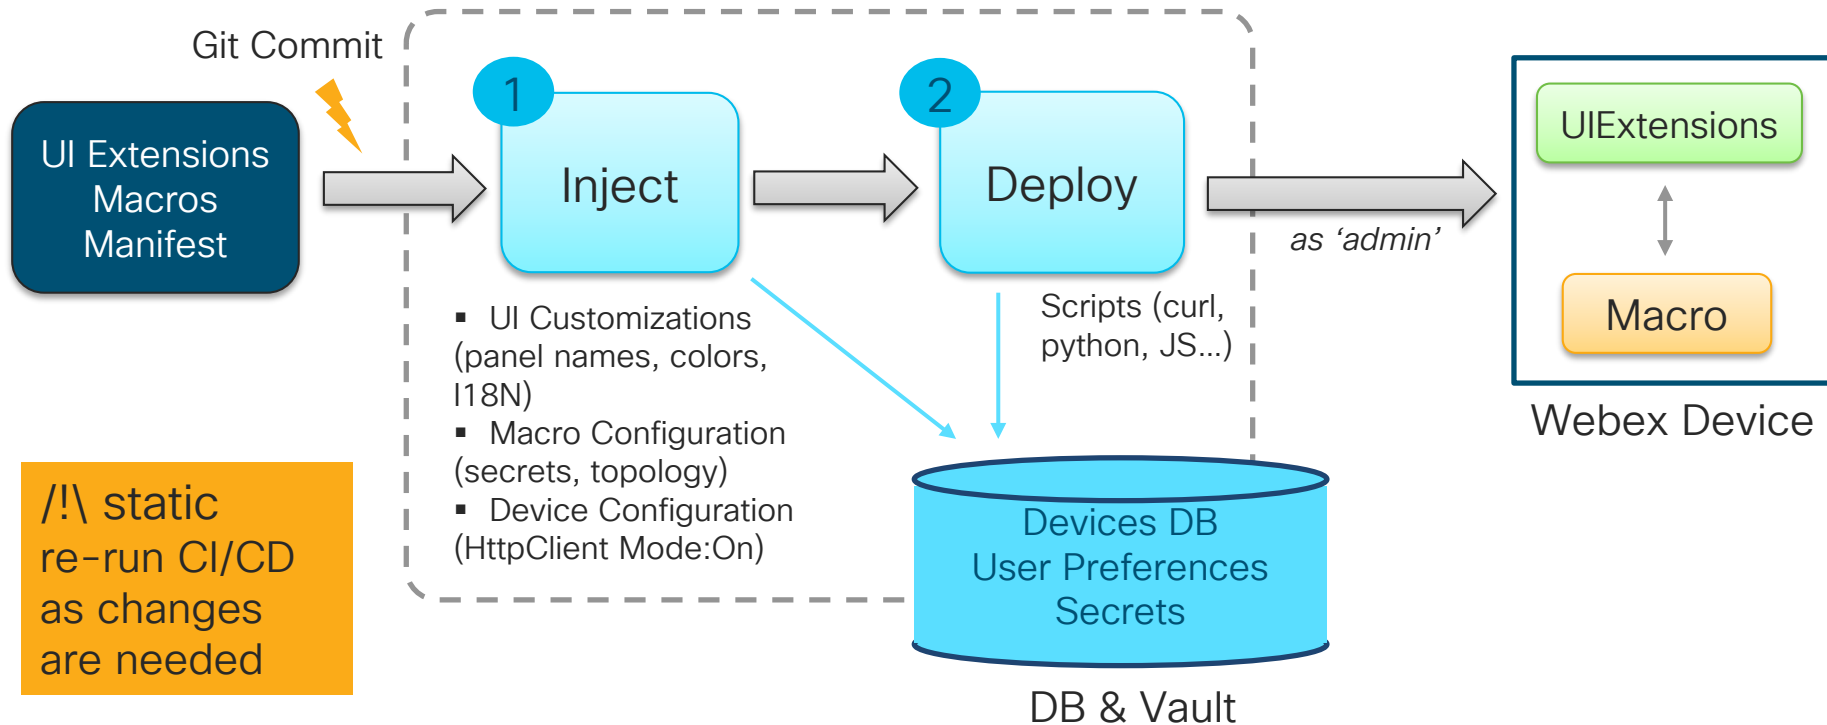 Git Commit
UI Extensions
Macros
Manifest
1
Inject
2
Deploy
as ‘admin’
UIExtensions
Macro
Webex Device
▪ UI Customizations
(panel names, colors,
I18N)
▪ Macro Configuration
(secrets, topology)
▪ Device Configuration
(HttpClient Mode:On)
Scripts (curl,
python, JS...)
/!\ static
re-run CI/CD
as changes
are needed
Devices DB
User Preferences
Secrets
DB & Vault